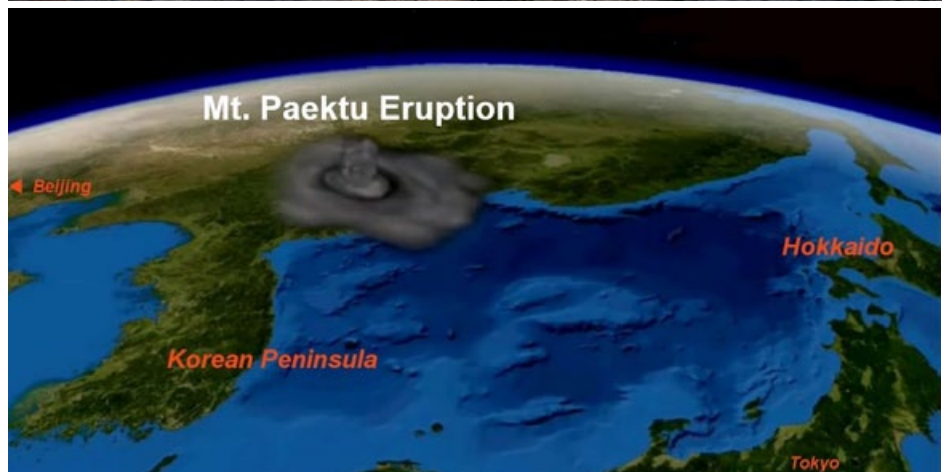 Mt. Paektu Eruption
Beijing
Hokkaido
Korean Peninsula
Tokyo